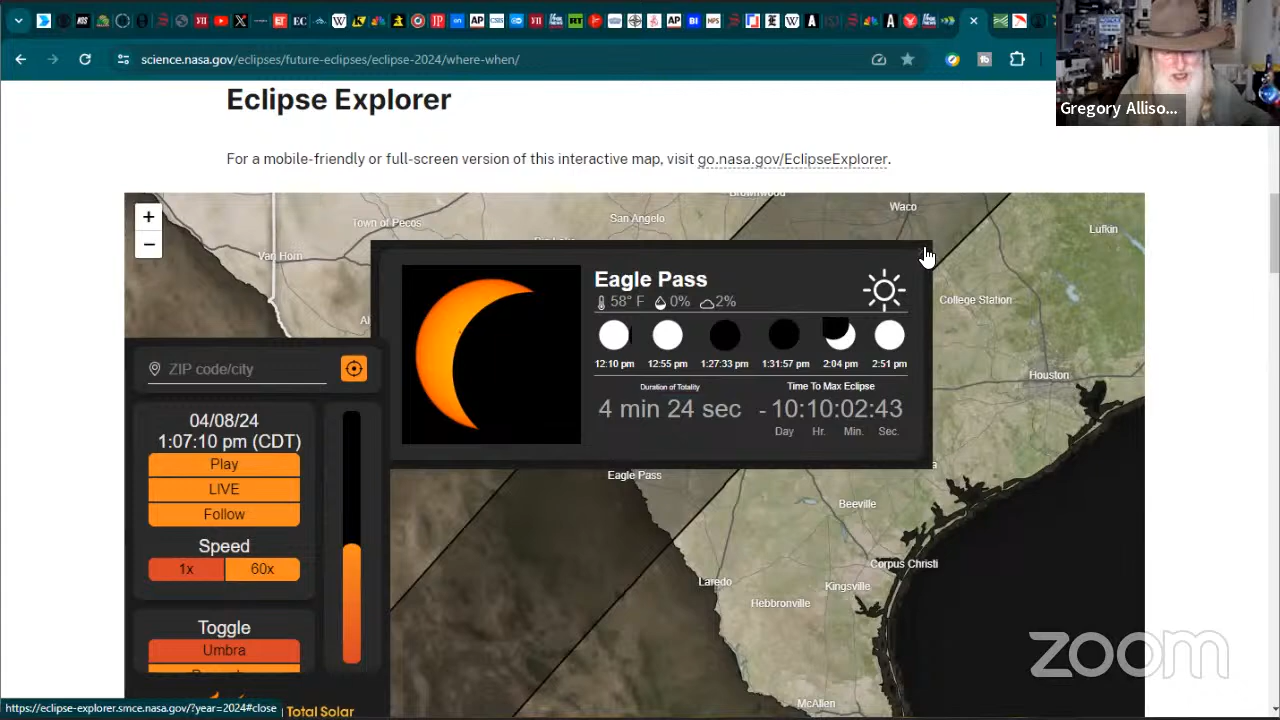 science.nasa.gov/eclipses/future-eclipses/eclipse-2024/where-when/
Gregory Alliso...
Eclipse Explorer
For a mobile-friendly or full-screen version of this interactive map, visit go.nasa.gov/EclipseExplorer.
+
−
Town of Pecos
San Angelo
Brownwood
Waco
Lufkin
Van Horn
College Station
Houston
Eagle Pass
58° F 0% 2%
12:10 pm 12:55 pm 1:27:33 pm 1:31:57 pm 2:04 pm 2:51 pm
Duration of Totality Time To Max Eclipse
4 min 24 sec - 10:10:02:43
Day Hr. Min. Sec.
ZIP code/city
04/08/24
1:07:10 pm (CDT)
Play
LIVE
Follow
Speed
1x 60x
Toggle
Umbra
Eagle Pass
Beeville
Corpus Christi
Laredo
Kingsville
Hebbronville
McAllen
zoom
https://eclipse-explorer.smce.nasa.gov/?year=2024#close
Total Solar